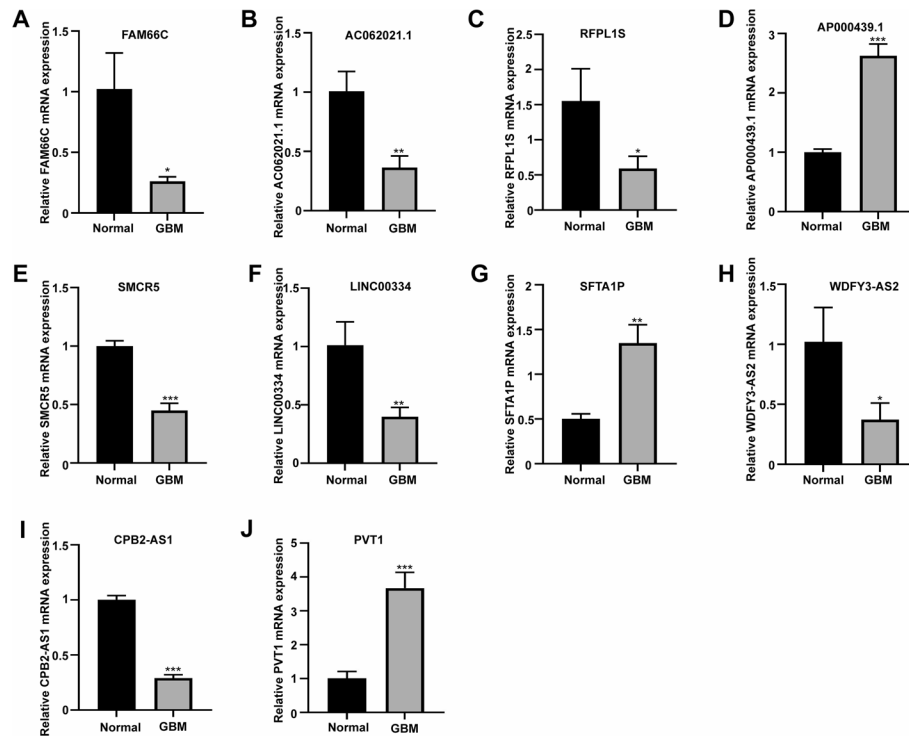 A
FAM66C
Relative FAM66C mRNA expression
1.5
1
0.5
0
*
Normal GBM
B
AC062021.1
Relative AC062021.1 mRNA expression
1.5
1
0.5
0
**
Normal GBM
C
RFPL1S
Relative RFPL1S mRNA expression
2.5
2
1.5
1
0.5
0
*
Normal GBM
D
AP000439.1
Relative AP000439.1 mRNA expression
3
2
1
0
***
Normal GBM
E
SMCR5
Relative SMCR5 mRNA expression
1.5
1
0.5
0
***
Normal GBM
F
LINC00334
Relative LINC00334 mRNA expression
1.5
1
0.5
0
**
Normal GBM
G
SFTA1P
Relative SFTA1P mRNA expression
2
1.5
1
0.5
0
**
Normal GBM
H
WDFY3-AS2
Relative WDFY3-AS2 mRNA expression
1.5
1
0.5
0
*
Normal GBM
I
CPB2-AS1
Relative CPB2-AS1 mRNA expression
1.5
1
0.5
0
***
Normal GBM
J
PVT1
Relative PVT1 mRNA expression
5
4
3
2
1
0
***
Normal GBM